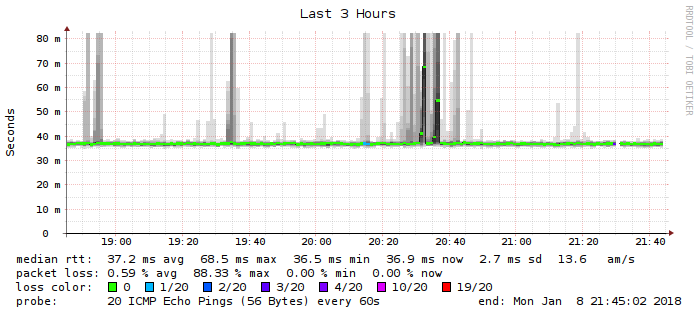 Last 3 Hours
RRDTOOL / TOBI OETIKER
Seconds
80 m
70 m
60 m
50 m
40 m
30 m
20 m
10 m
0
19:00 19:20 19:40 20:00 20:20 20:40 21:00 21:20 21:40
median rtt: 37.2 ms avg 68.5 ms max 36.5 ms min 36.9 ms now 2.7 ms sd 13.6 am/s
packet loss: 0.59 % avg 88.33 % max 0.00 % min 0.00 % now
loss color: 0 1/20 2/20 3/20 4/20 10/20 19/20
probe: 20 ICMP Echo Pings (56 Bytes) every 60s end: Mon Jan 8 21:45:02 2018